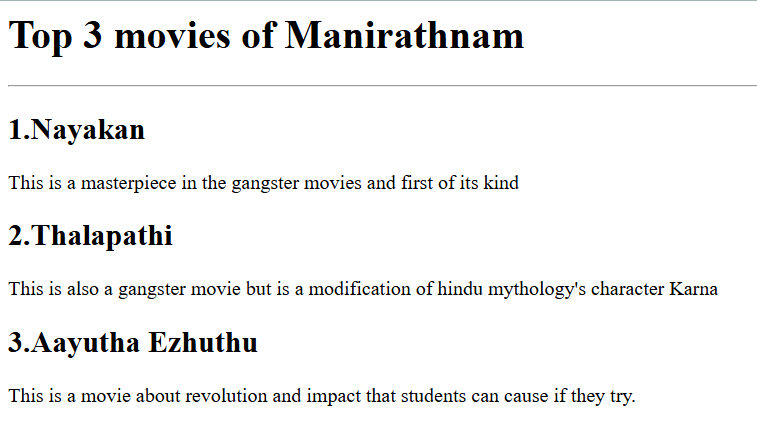 Top 3 movies of Manirathnam
1.Nayakan
This is a masterpiece in the gangster movies and first of its kind
2.Thalapathi
This is also a gangster movie but is a modification of hindu mythology's character Karna
3.Aayutha Ezhuthu
This is a movie about revolution and impact that students can cause if they try.